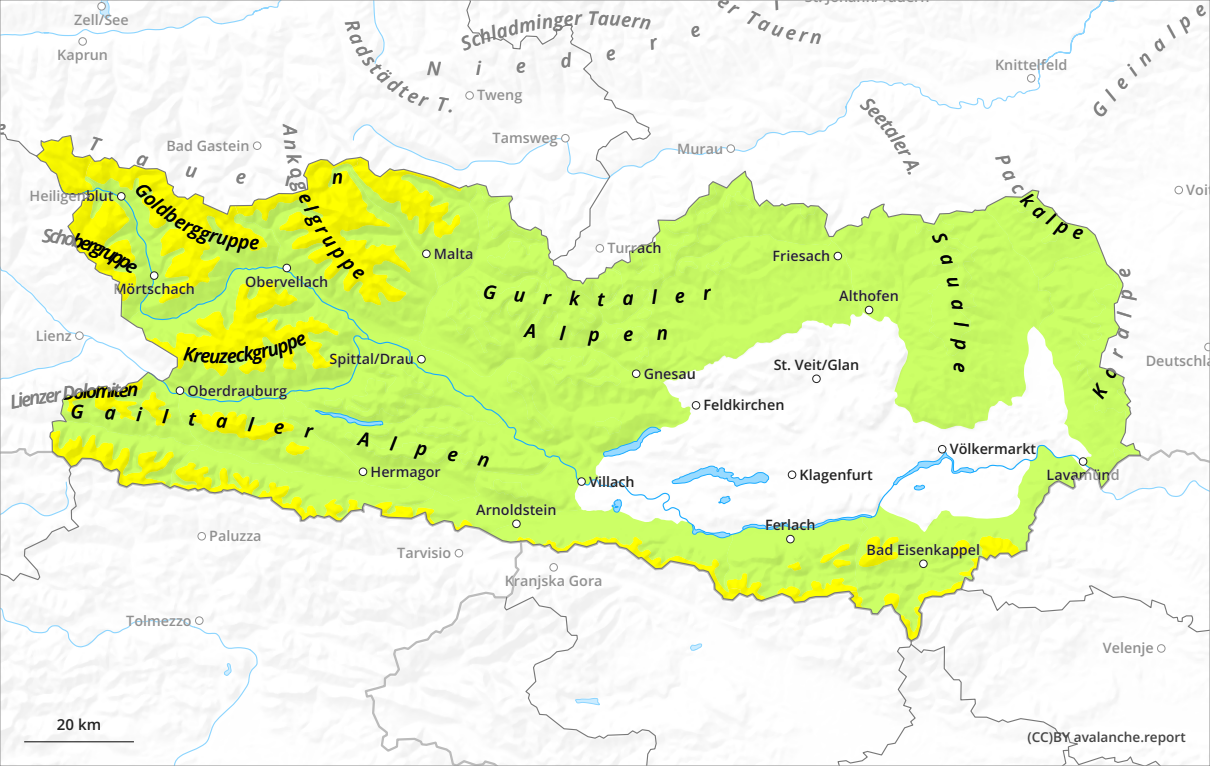 Zell/See
Kaprun
Radstädter T.
Schladminger Tauern
er Tauern
Niedere
Tweng
Tamsweg
Murau
Seetaler A.
Knittelfeld
Gleinalpe
Tauern
Bad Gastein
Ankogelgruppe
Heiligenblut
Goldberggruppe
Schobergruppe
Mörtschach
Obervellach
Malta
Turrach
Friesach
Packalpe
Saualpe
Koralpe
Gurktaler
Alpen
Althofen
Lienz
Kreuzeckgruppe
Spittal/Drau
St. Veit/Glan
Gnesau
Deutschla
Lienzer Dolomiten
Oberdrauburg
Feldkirchen
Gailtaler Alpen
Hermagor
Villach
Klagenfurt
Völkermarkt
Lavamünd
Arnoldstein
Ferlach
Bad Eisenkappel
Paluzza
Tarvisio
Kranjska Gora
Tolmezzo
Velenje
20 km
(CC)BY avalanche.report